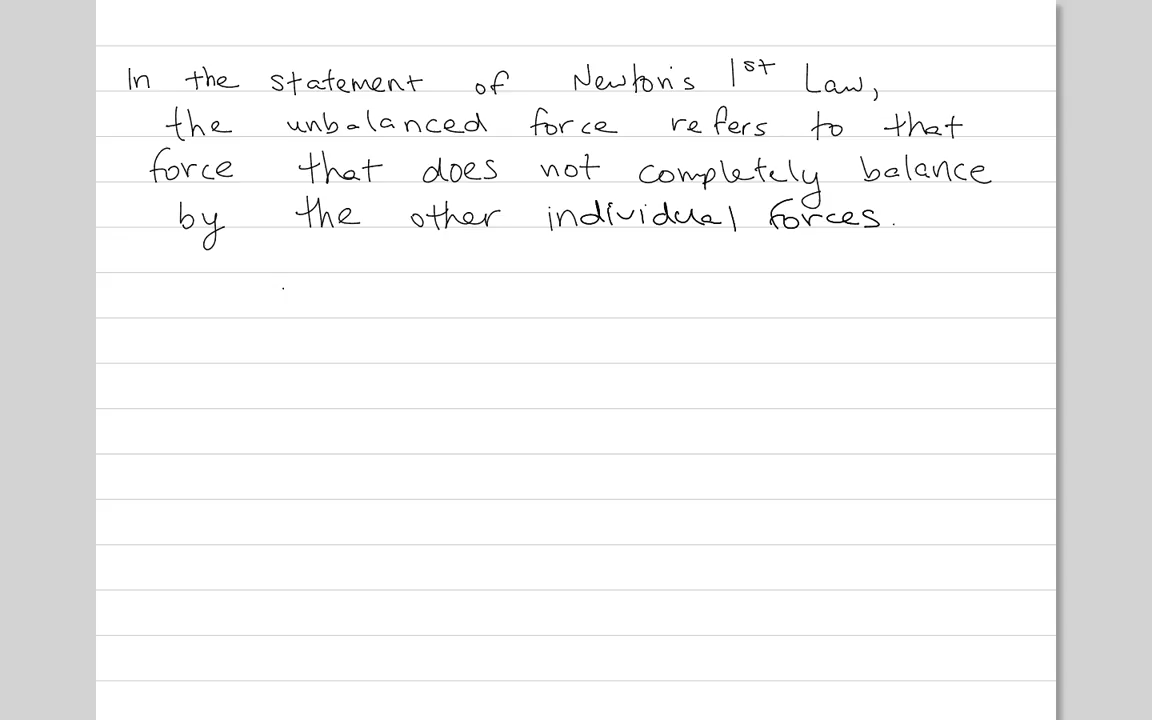 In the statement of Newton's 1st Law,
the unbalanced force refers to that
force that does not completely balance
by the other individual forces.